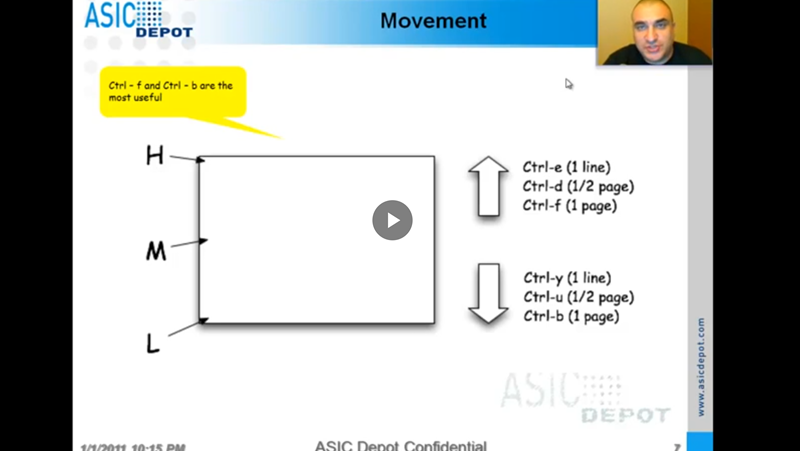 ASIC DEPOT
Movement
Ctrl – f and Ctrl – b are the
most useful
H
M
L
Ctrl-e (1 line)
Ctrl-d (1/2 page)
Ctrl-f (1 page)
Ctrl-y (1 line)
Ctrl-u (1/2 page)
Ctrl-b (1 page)
www.asicdepot.com
ASIC DEPOT
1/1/2011 10:15 PM
ASIC Depot Confidential
7